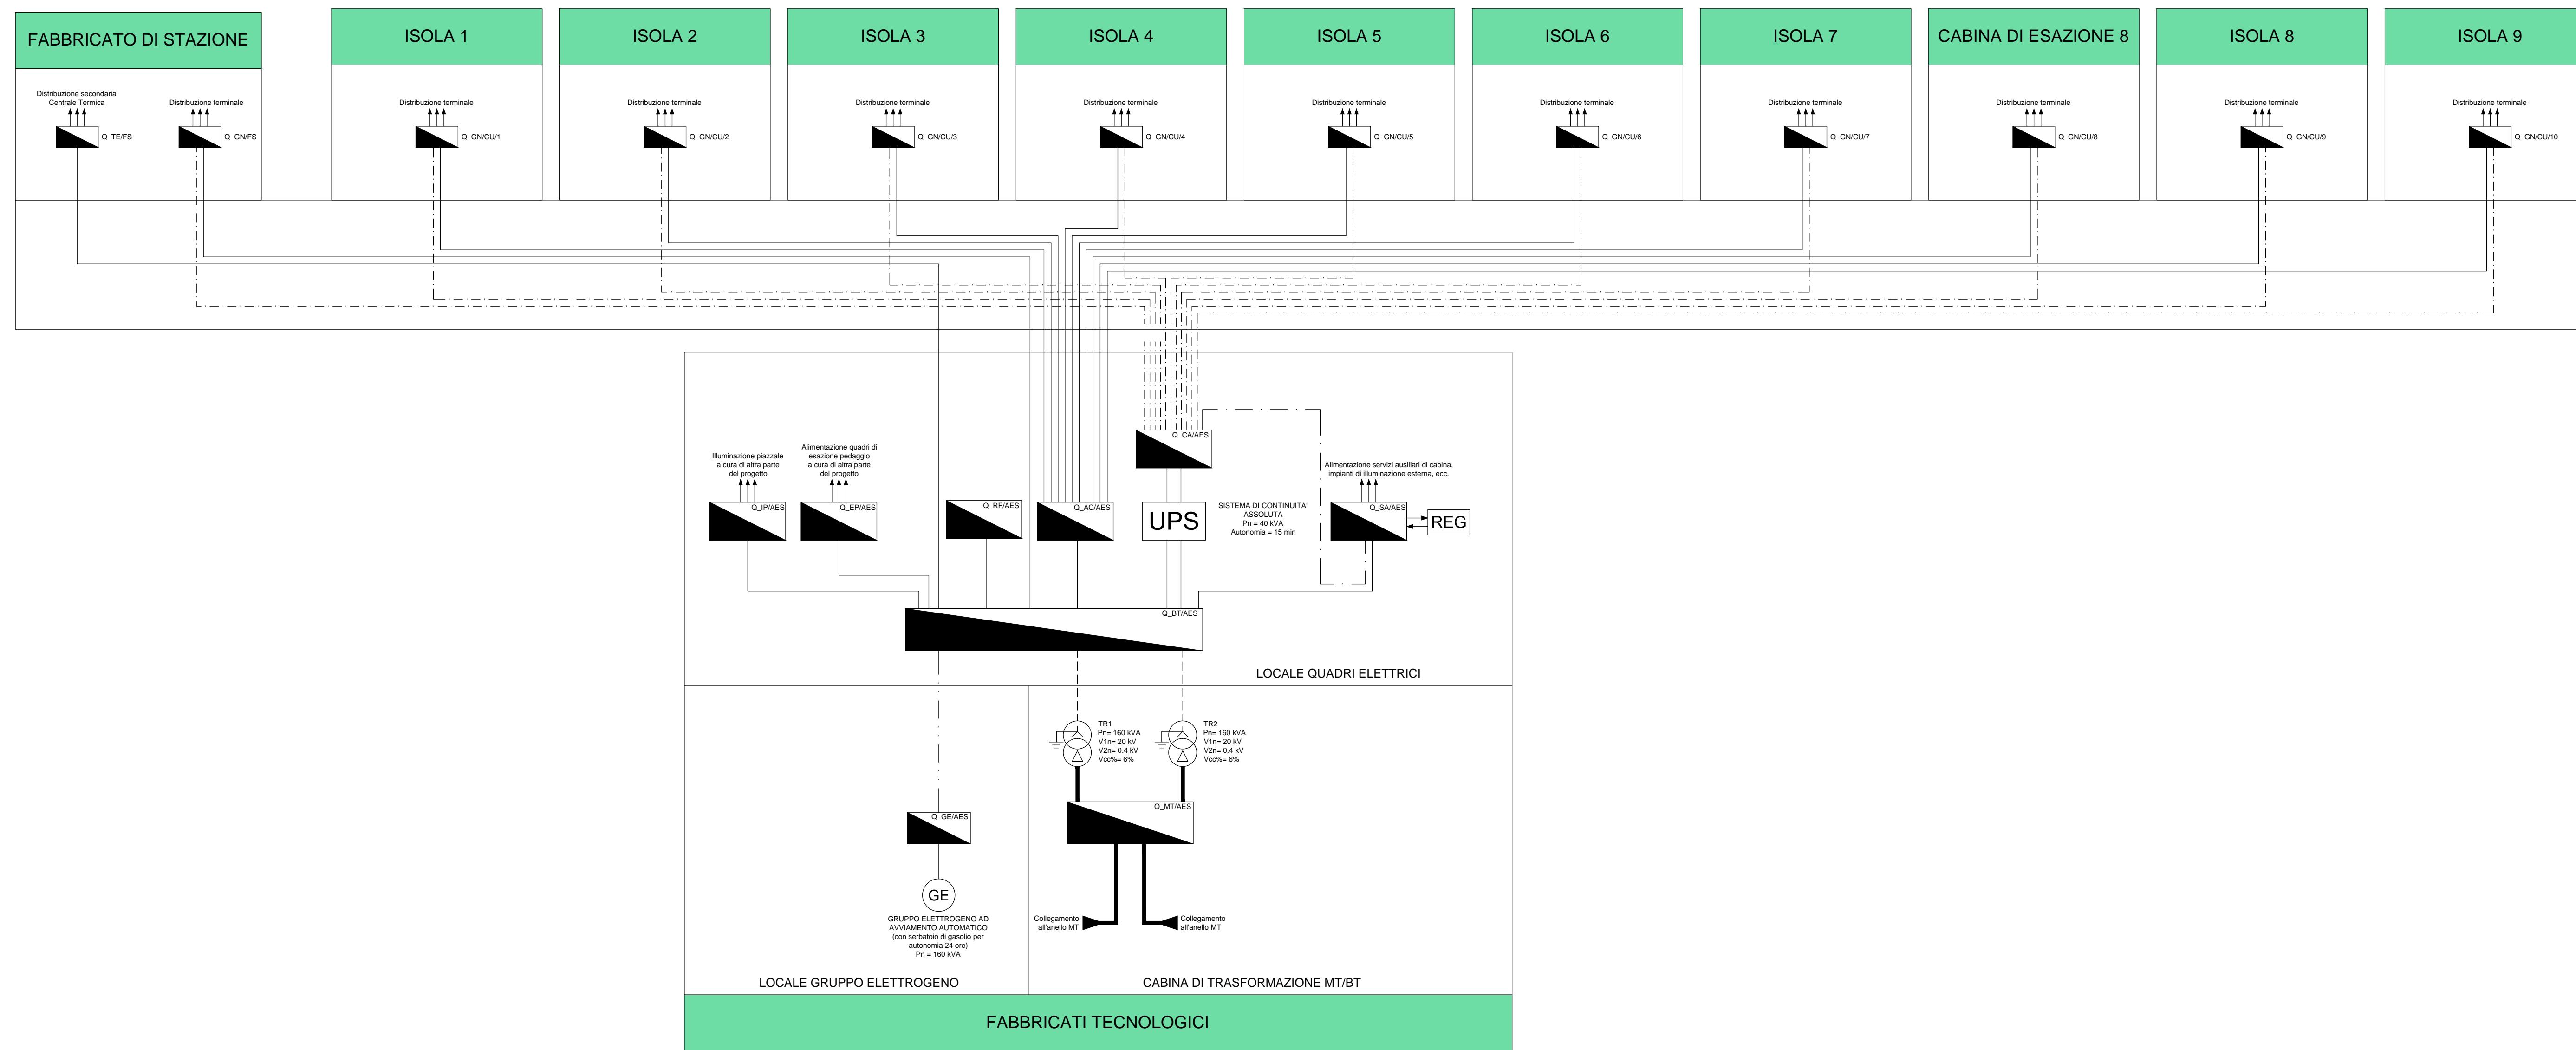 FABBRICATO DI STAZIONE
ISOLA 1
ISOLA 2
ISOLA 3
ISOLA 4
ISOLA 5
ISOLA 6
ISOLA 7
CABINA DI ESAZIONE 8
ISOLA 8
ISOLA 9
Distribuzione secondaria
Centrale Termica
Distribuzione terminale
Distribuzione terminale
Distribuzione terminale
Distribuzione terminale
Distribuzione terminale
Distribuzione terminale
Distribuzione terminale
Distribuzione terminale
Distribuzione terminale
Distribuzione terminale
Distribuzione terminale
Q_TE/FS
Q_GN/FS
Q_GN/CU/1
Q_GN/CU/2
Q_GN/CU/3
Q_GN/CU/4
Q_GN/CU/5
Q_GN/CU/6
Q_GN/CU/7
Q_GN/CU/8
Q_GN/CU/9
Q_GN/CU/10
Q_CA/AES
Illuminazione piazzale
a cura di altra parte
del progetto
Alimentazione quadri di
esazione pedaggio
a cura di altra parte
del progetto
Alimentazione servizi ausiliari di cabina,
impianti di illuminazione esterna, ecc.
Q_IP/AES
Q_EP/AES
Q_RF/AES
Q_AC/AES
UPS
SISTEMA DI CONTINUITA'
ASSOLUTA
Pn = 40 kVA
Autonomia = 15 min
Q_SA/AES
REG
Q_BT/AES
LOCALE QUADRI ELETTRICI
TR1
Pn= 160 kVA
V1n= 20 kV
V2n= 0.4 kV
Vcc%= 6%
TR2
Pn= 160 kVA
V1n= 20 kV
V2n= 0.4 kV
Vcc%= 6%
Q_MT/AES
Q_GE/AES
GE
GRUPPO ELETTROGENO AD
AVVIAMENTO AUTOMATICO
(con serbatoio di gasolio per
autonomia 24 ore)
Pn = 160 kVA
Collegamento
all'anello MT
Collegamento
all'anello MT
LOCALE GRUPPO ELETTROGENO
CABINA DI TRASFORMAZIONE MT/BT
FABBRICATI TECNOLOGICI